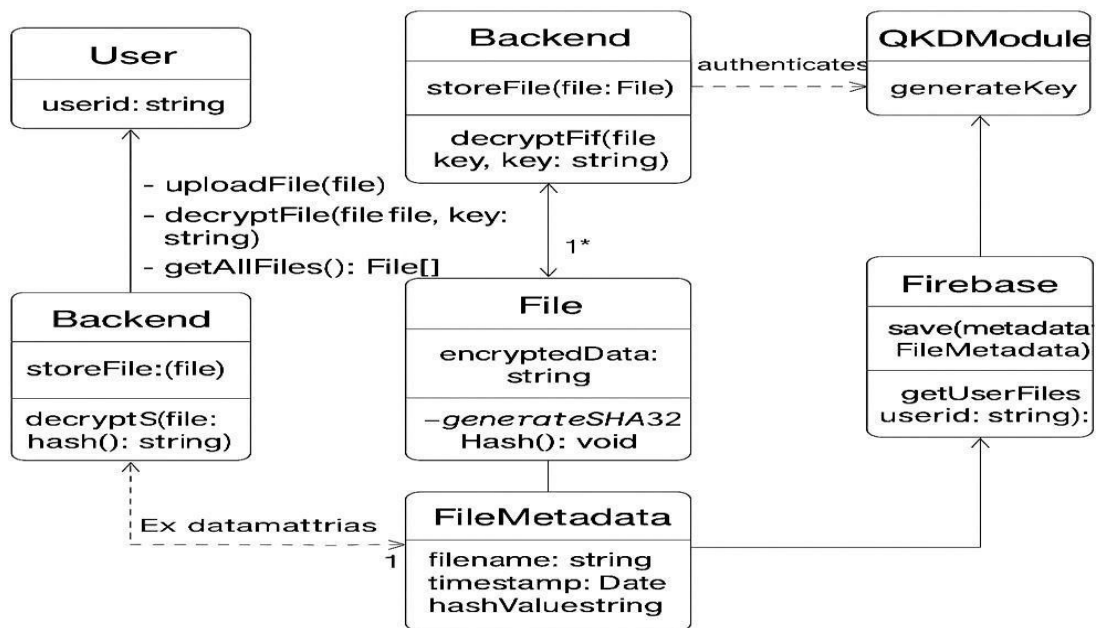 User
userid: string
- uploadFile(file)
- decryptFile(file file, key:
string)
- getAllFiles(): File[]
Backend
storeFile:(file)
decryptS(file:
hash(): string)
Ex datamattrias
1
Backend
storeFile(file: File)
decryptFif(file
key, key: string)
1*
File
encryptedData:
string
–generateSHA32
Hash(): void
FileMetadata
filename: string
timestamp: Date
hashValuestring
authenticates
QKDModule
generateKey
Firebase
save(metadata
FileMetadata)
getUserFiles
userid: string):